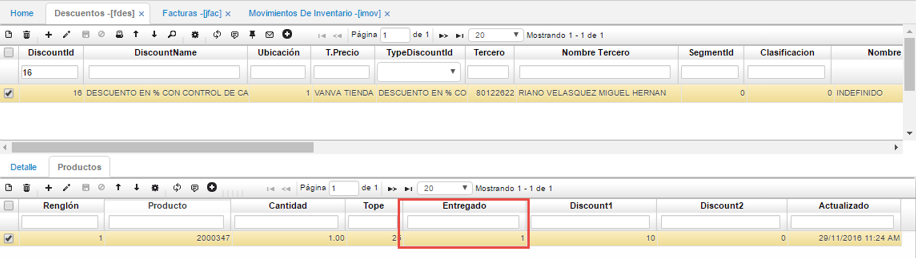 Home Descuentos -[fdes] × Facturas -[jfac] × Movimientos De Inventario -[imov] ×
Página 1 de 1 20 Mostrando 1 - 1 de 1
DiscountId DiscountName Ubicación T.Precio TypeDiscountId Tercero Nombre Tercero SegmentId Clasificacion Nombre
16
16 DESCUENTO EN % CON CONTROL DE CA 1 VANVA TIENDA DESCUENTO EN % CO 80122622 RIANO VELASQUEZ MIGUEL HERNAN 0 0 INDEFINIDO
Detalle Productos
Página 1 de 1 20 Mostrando 1 - 1 de 1
Renglón Producto Cantidad Tope Entregado Discount1 Discount2 Actualizado
1 2000347 1.00 25 1 10 0 29/11/2016 11:24 AM